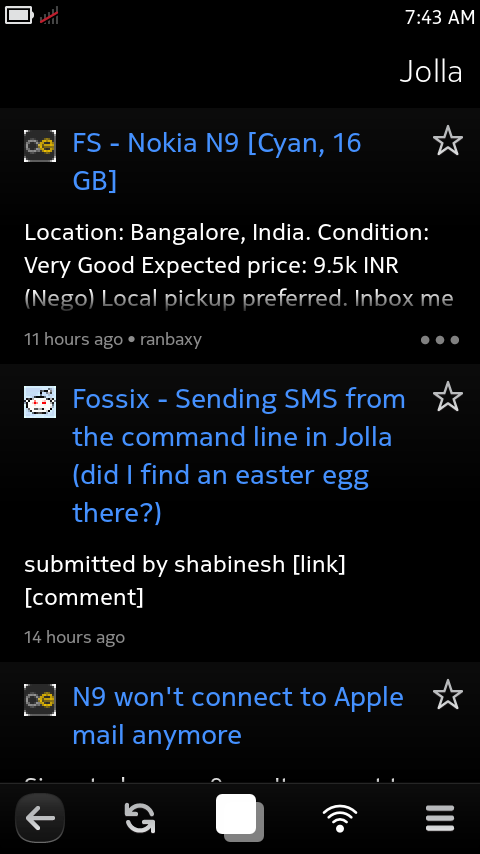 7:43 AM
Jolla
FS - Nokia N9 [Cyan, 16
GB]
Location: Bangalore, India. Condition:
Very Good Expected price: 9.5k INR
(Nego) Local pickup preferred. Inbox me
11 hours ago • ranbaxy
Fossix - Sending SMS from
the command line in Jolla
(did I find an easter egg
there?)
submitted by shabinesh [link]
[comment]
14 hours ago
N9 won't connect to Apple
mail anymore